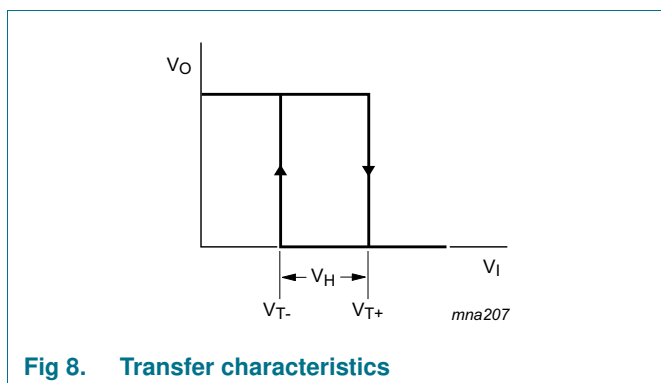 VO
VH
VI
VT-
VT+
mna207
Fig 8. Transfer characteristics